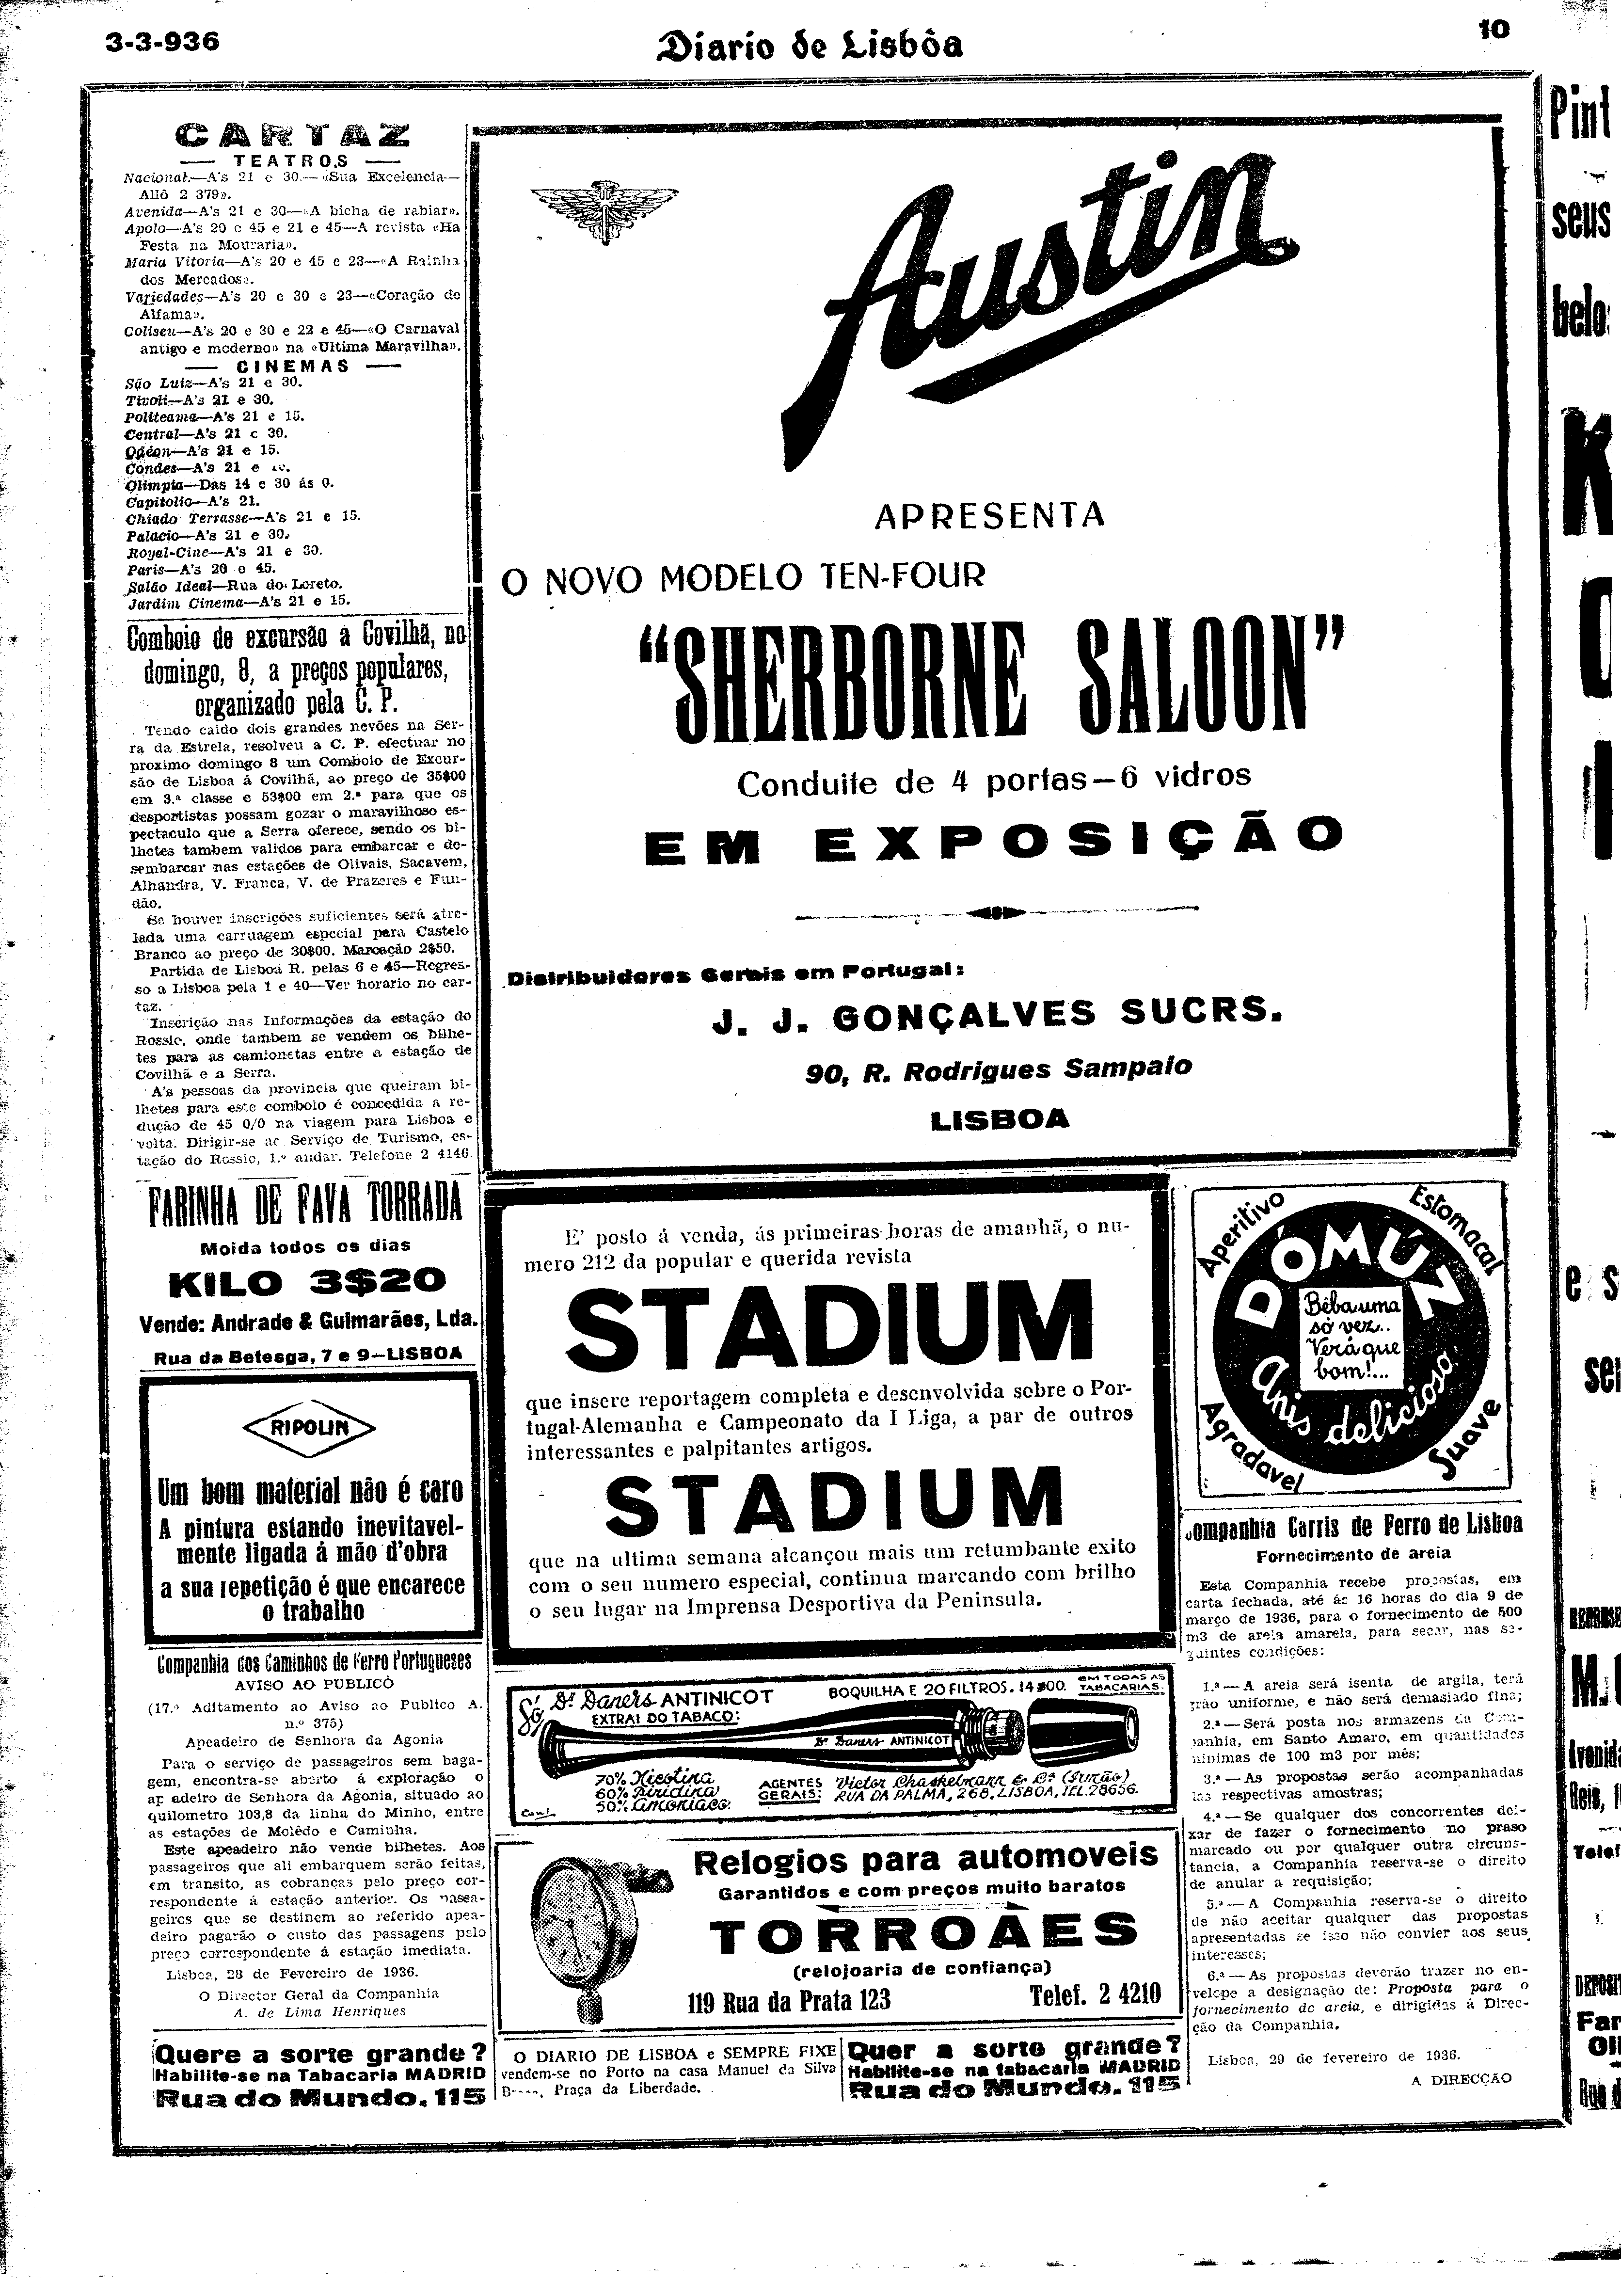 3-3-936
Diario de Lisbôa
10
CARTAZ
TEATROS
Nacional.—A's 21 e 30.—«Sua Excelencia—
Allô 2 379».
Avenida—A's 21 e 30—«A bicha de rabiar».
Apolo—A's 20 e 45 e 21 e 45—A revista «Ha
Festa na Mouraria».
Maria Vitoria—A's 20 e 45 e 23—«A Rainha
dos Mercados».
Variedades—A's 20 e 30 e 23—«Coração de
Alfama».
Coliseu—A's 20 e 30 e 22 e 45—«O Carnaval
antigo e moderno» na «Ultima Maravilha».
CINEMAS
São Luiz—A's 21 e 30.
Tivoli—A's 21 e 30.
Politeama—A's 21 e 15.
Central—A's 21 e 30.
Odéon—A's 21 e 15.
Condes—A's 21 e
Olimpia—Das 14 e 30 ás 0.
Capitolio—A's 21.
Chiado Terrasse—A's 21 e 15.
Palacio—A's 21 e 30.
Royal-Cine—A's 21 e 30.
Paris—A's 20 e 45.
Salão Ideal—Rua do Loreto.
Jardim Cinema—A's 21 e 15.
Comboio de excursão á Covilhã, no
domingo, 8, a preços populares,
organizado pela C. P.
Tendo caído dois grandes nevões na Ser-
ra da Estrela, resolveu a C. P. efectuar no
proximo domingo 8 um Comboio de Excur-
são de Lisboa á Covilhã, ao preço de 35$00
em 3.ª classe e 53$00 em 2.ª para que os
desportistas possam gozar o maravilhoso es-
pectaculo que a Serra oferece, sendo os bi-
lhetes tambem validos para embarcar e de-
sembarcar nas estações de Olivais, Sacavem,
Alhandra, V. Franca, V. de Prazeres e Fun-
dão.
Se houver inscrições suficientes será atre-
lada uma carruagem especial para Castelo
Branco ao preço de 30$00. Marcação 2$50.
Partida de Lisboa R. pelas 6 e 45—Regres-
so a Lisboa pela 1 e 40—Ver horario no car-
taz.
Inscrição nas Informações da estação do
Rossio, onde tambem se vendem os bilhe-
tes para as camionetas entre a estação de
Covilhã e a Serra.
A's pessoas da provincia que queiram bi-
lhetes para este comboio é concedida a re-
dução de 45 0/0 na viagem para Lisboa e
volta. Dirigir-se ao Serviço de Turismo, es-
tação do Rossio, 1.º andar. Telefone 2 4146.
FARINHA DE FAVA TORRADA
Moida todos os dias
KILO 3$20
Vende: Andrade & Guimarães, Lda.
Rua da Betesga, 7 e 9—LISBOA
RIPOLIN
Um bom material não é caro
A pintura estando inevitavel-
mente ligada á mão d'obra
a sua repetição é que encarece
o trabalho
Companhia dos Caminhos de Ferro Portugueses
AVISO AO PUBLICO
(17.º Aditamento ao Aviso ao Publico A.
n.º 375)
Apeadeiro de Senhora da Agonia
Para o serviço de passageiros sem baga-
gem, encontra-se aberto á exploração o
apeadeiro de Senhora da Agonia, situado ao
quilometro 103,8 da linha do Minho, entre
as estações de Molêdo e Caminha.
Este apeadeiro não vende bilhetes. Aos
passageiros que ali embarquem serão feitas,
em transito, as cobranças pelo preço cor-
respondente á estação anterior. Os passa-
geiros que se destinem ao referido apea-
deiro pagarão o custo das passagens pelo
preço correspondente á estação imediata.
Lisboa, 28 de Fevereiro de 1936.
O Director Geral da Companhia
A. de Lima Henriques
Quere a sorte grande?
Habilite-se na Tabacaria MADRID
Rua do Mundo, 115
Austin
APRESENTA
O NOVO MODELO TEN-FOUR
“SHERBORNE SALOON”
Conduite de 4 portas—6 vidros
EM EXPOSIÇÃO
Distribuidores Gerais em Portugal:
J. J. GONÇALVES SUCRS.
90, R. Rodrigues Sampaio
LISBOA
E' posto á venda, ás primeiras horas de amanhã, o nu-
mero 212 da popular e querida revista
STADIUM
que insere reportagem completa e desenvolvida sobre o Por-
tugal-Alemanha e Campeonato da I Liga, a par de outros
interessantes e palpitantes artigos.
STADIUM
que na ultima semana alcançou mais um retumbante exito
com o seu numero especial, continua marcando com brilho
o seu lugar na Imprensa Desportiva da Peninsula.
Dr. Daners ANTINICOT
EXTRAI DO TABACO:
BOQUILHA E 20 FILTROS. 14$00.
EM TODAS AS
TABACARIAS.
Dr. Daners ANTINICOT
70% Nicotina
60% Piridina
50% Amoniaco.
AGENTES
GERAIS:
Victor Chaskelmann & Cª (Irmão)
RUA DA PALMA, 268, LISBOA, TEL. 28656.
Relogios para automoveis
Garantidos e com preços muito baratos
TORROÃES
(relojoaria de confiança)
119 Rua da Prata 123
Telef. 2 4210
O DIARIO DE LISBOA e SEMPRE FIXE
vendem-se no Porto na casa Manuel da Silva
Praça da Liberdade.
Quer a sorte grande?
Habilite-se na tabacaria MADRID
Rua do Mundo, 115
Aperitivo
Estomacal
DÓMÚZ
Bêba uma
só vez...
Verá que
bom!...
Anis delicioso
Agradavel
Suave
Companhia Carris de Ferro de Lisboa
Fornecimento de areia
Esta Companhia recebe propostas, em
carta fechada, até ás 16 horas do dia 9 de
março de 1936, para o fornecimento de 500
m3 de areia amarela, para secar, nas se-
guintes condições:
1.ª—A areia será isenta de argila, terá
grão uniforme, e não será demasiado fina;
2.ª—Será posta nos armazens da Com-
panhia, em Santo Amaro, em quantidades
minimas de 100 m3 por mês;
3.ª—As propostas serão acompanhadas
das respectivas amostras;
4.ª—Se qualquer dos concorrentes dei-
xar de fazer o fornecimento no praso
marcado ou por qualquer outra circuns-
tancia, a Companhia reserva-se o direito
de anular a requisição;
5.ª—A Companhia reserva-se o direito
de não aceitar qualquer das propostas
apresentadas se isso não convier aos seus
interesses;
6.ª—As propostas deverão trazer no en-
velope a designação de: Proposta para o
fornecimento de areia, e dirigidas á Direc-
ção da Companhia.
Lisboa, 29 de fevereiro de 1936.
A DIRECÇÃO
Pint
seus
belo
K
e s